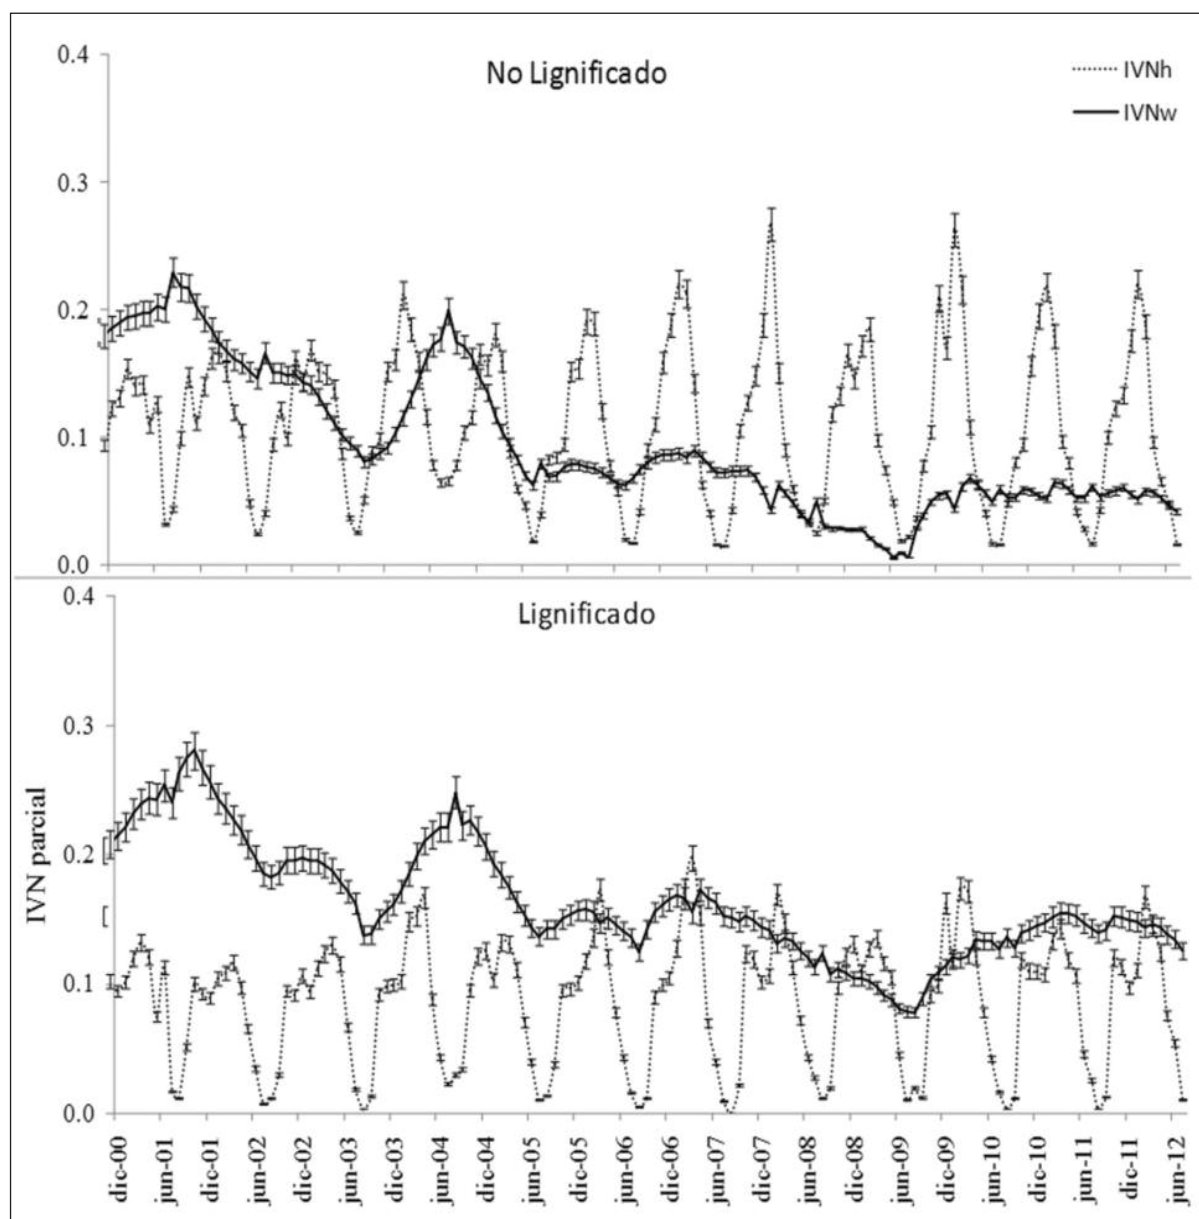 No Lignificado
IVNh
IVNw
0.4
0.3
0.2
0.1
0.0
Lignificado
0.4
0.3
0.2
0.1
0.0
IVN parcial
dic-00
jun-01
dic-01
jun-02
dic-02
jun-03
dic-03
jun-04
dic-04
jun-05
dic-05
jun-06
dic-06
jun-07
dic-07
jun-08
dic-08
jun-09
dic-09
jun-10
dic-10
jun-11
dic-11
jun-12